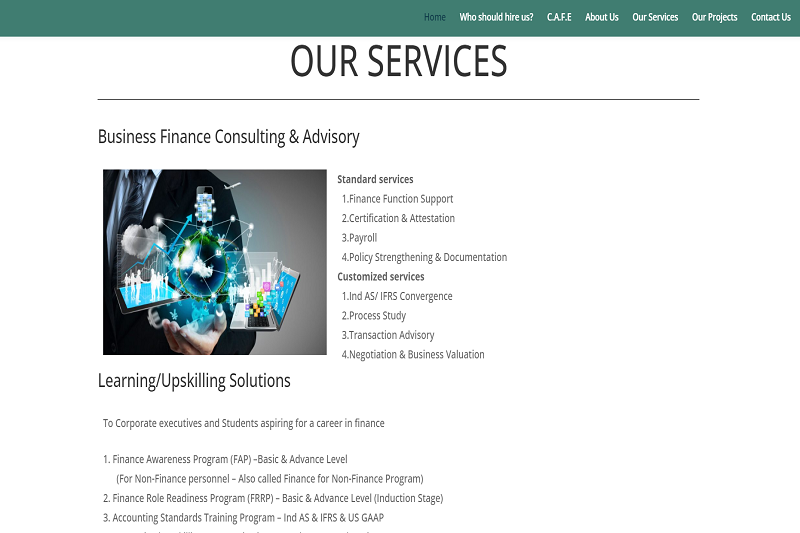 Home Who should hire us? C.A.F.E About Us Our Services Our Projects Contact Us
OUR SERVICES
Business Finance Consulting & Advisory
Standard services
1.Finance Function Support
2.Certification & Attestation
3.Payroll
4.Policy Strengthening & Documentation
Customized services
1.Ind AS/ IFRS Convergence
2.Process Study
3.Transaction Advisory
4.Negotiation & Business Valuation
Learning/Upskilling Solutions
To Corporate executives and Students aspiring for a career in finance
1. Finance Awareness Program (FAP) –Basic & Advance Level
(For Non-Finance personnel – Also called Finance for Non-Finance Program)
2. Finance Role Readiness Program (FRRP) – Basic & Advance Level (Induction Stage)
3. Accounting Standards Training Program – Ind AS & IFRS & US GAAP